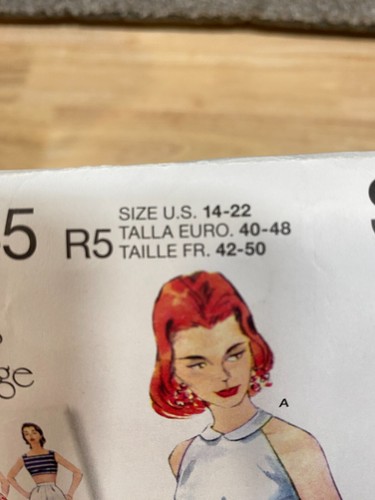 5
R5
SIZE U.S. 14-22
TALLA EURO. 40-48
TAILLE FR. 42-50
ge
A